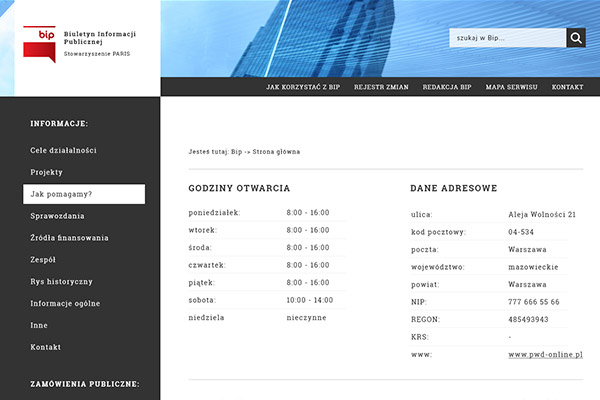 bip
Biuletyn Informacji
Publicznej
Stowarzyszenie PARIS
szukaj w Bip...
JAK KORZYSTAĆ Z BIP REJESTR ZMIAN REDAKCJA BIP MAPA SERWISU KONTAKT
INFORMACJE:
Cele działalności
Projekty
Jak pomagamy?
Sprawozdania
Źródła finansowania
Zespół
Rys historyczny
Informacje ogólne
Inne
Kontakt
ZAMÓWIENIA PUBLICZNE:
Jesteś tutaj: Bip -> Strona główna
GODZINY OTWARCIA
poniedziałek: 8:00 - 16:00
wtorek: 8:00 - 16:00
środa: 8:00 - 16:00
czwartek: 8:00 - 16:00
piątek: 8:00 - 16:00
sobota: 10:00 - 14:00
niedziela nieczynne
DANE ADRESOWE
ulica: Aleja Wolności 21
kod pocztowy: 04-534
poczta: Warszawa
województwo: mazowieckie
powiat: Warszawa
NIP: 777 666 55 66
REGON: 485493943
KRS: -
www: www.pwd-online.pl